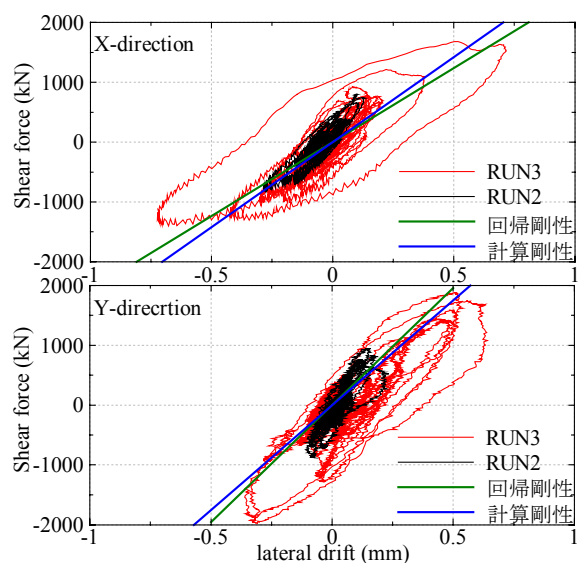 X-direction
2000
1000
0
-1000
-2000
Shear force (kN)
RUN3
RUN2
回帰剛性
計算剛性
-1
-0.5
0
0.5
1
Y-direcrtion
2000
1000
0
-1000
-2000
Shear force (kN)
RUN3
RUN2
回帰剛性
計算剛性
-1
-0.5
0
0.5
1
lateral drift (mm)